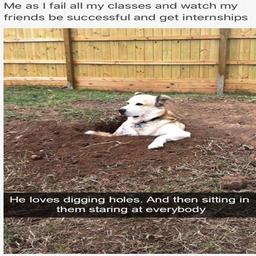 Me as I fail all my classes and watch my
friends be successful and get internships
He loves digging holes. And then sitting in
them staring at everybody